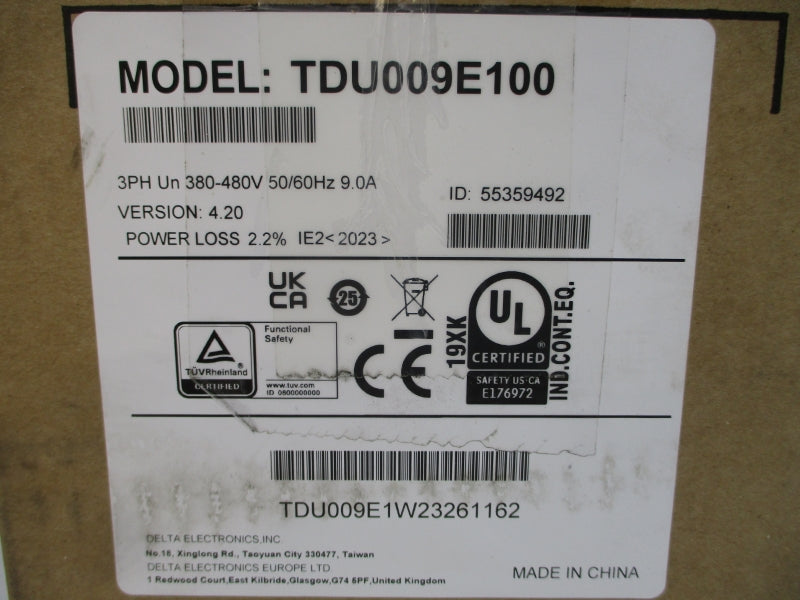 MODEL: TDU009E100
3PH Un 380-480V 50/60Hz 9.0A
ID: 55359492
VERSION: 4.20
POWER LOSS 2.2% IE2<2023>
UK
CA
25
TÜVRheinland
CERTIFIED
Functional
Safety
www.tuv.com
ID 0800000000
CE
19XK
UL
®
CERTIFIED
SAFETY US-CA
E176972
IND.CONT.EQ.
TDU009E1W23261162
DELTA ELECTRONICS,INC.
No.18, Xinglong Rd., Taoyuan City 330477, Taiwan
DELTA ELECTRONICS EUROPE LTD
1 Redwood Court,East Kilbride,Glasgow,G74 5PF,United Kingdom
MADE IN CHINA